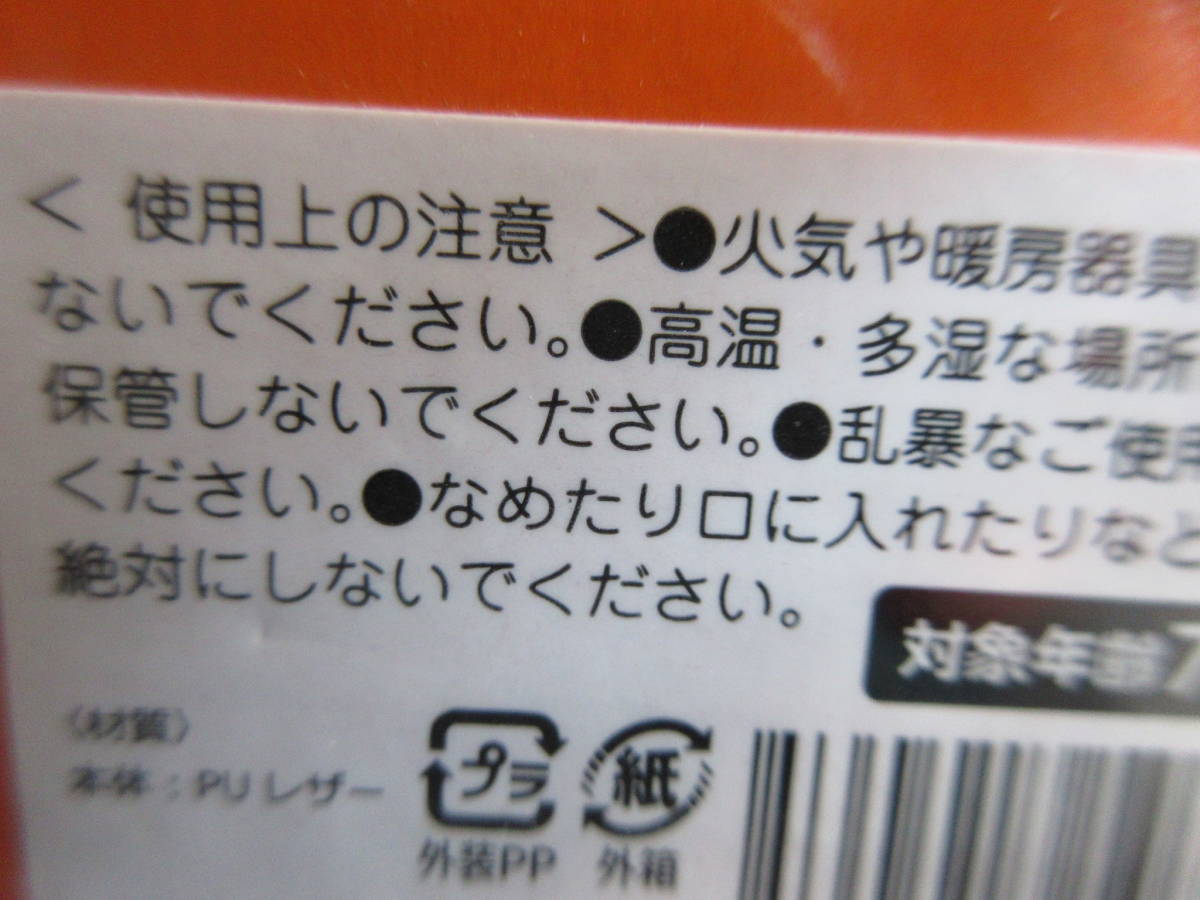 < 使用上の注意 >●火気や暖房器具
ないでください。●高温・多湿な場所
保管しないでください。●乱暴なご使用
ください。●なめたり口に入れたりなど
絶対にしないでください。
対象年齢7
〈材質〉
本体：PUレザー
プラ
紙
外装PP
外箱